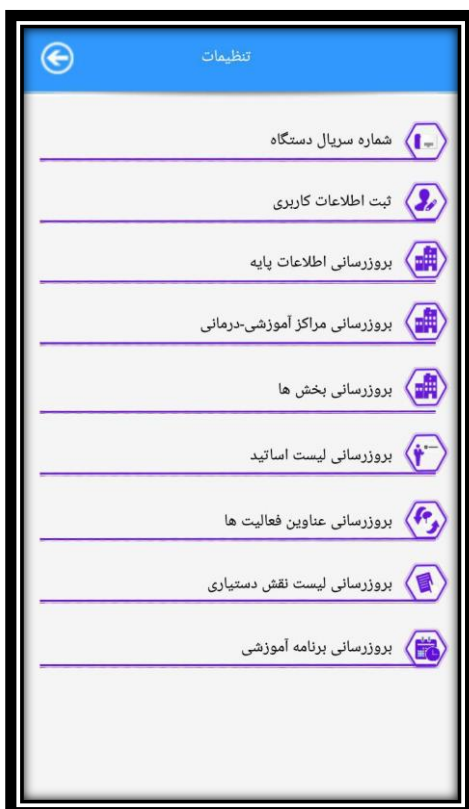 تنظیمات
شماره سریال دستگاه
ثبت اطلاعات کاربری
بروزرسانی اطلاعات پایه
بروزرسانی مراکز آموزشی-درمانی
بروزرسانی بخش ها
بروزرسانی لیست اساتید
بروزرسانی عناوین فعالیت ها
بروزرسانی لیست نقش دستیاری
بروزرسانی برنامه آموزشی